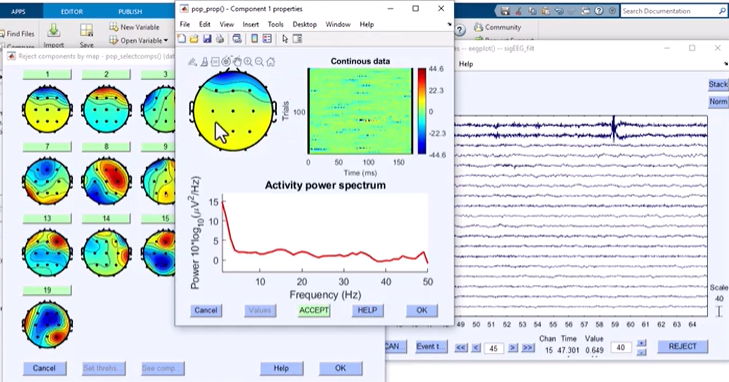 APPS
EDITOR
PUBLISH
Search Documentation
Find Files
Import
Save
New Variable
Open Variable
Community
Reject components by map - pop_selectcomps() (dat
pop_prop() - Component 1 properties
File Edit View Insert Tools Desktop Window Help
-- eegplot() -- sigEEG_filt
Help
1
2
3
7
8
9
13
14
15
19
Cancel
Set threhs
See comp
Help
OK
Continous data
Trials
100
0 50 100 150
Time (ms)
44.6
22.3
0
-22.3
-44.6
Activity power spectrum
Power 10*log10(μV2/Hz)
15
10
5
0
10 20 30 40 50
Frequency (Hz)
Cancel
Values
ACCEPT
HELP
OK
Stack
Norm
Scale
40
49 50 51 52 53 54 55 56 57 58 59 60 61 62 63 64
CAN
Event t...
<<
<
45
>
>>
Chan Time Value
15 47.301 0.649
40
+
-
REJECT